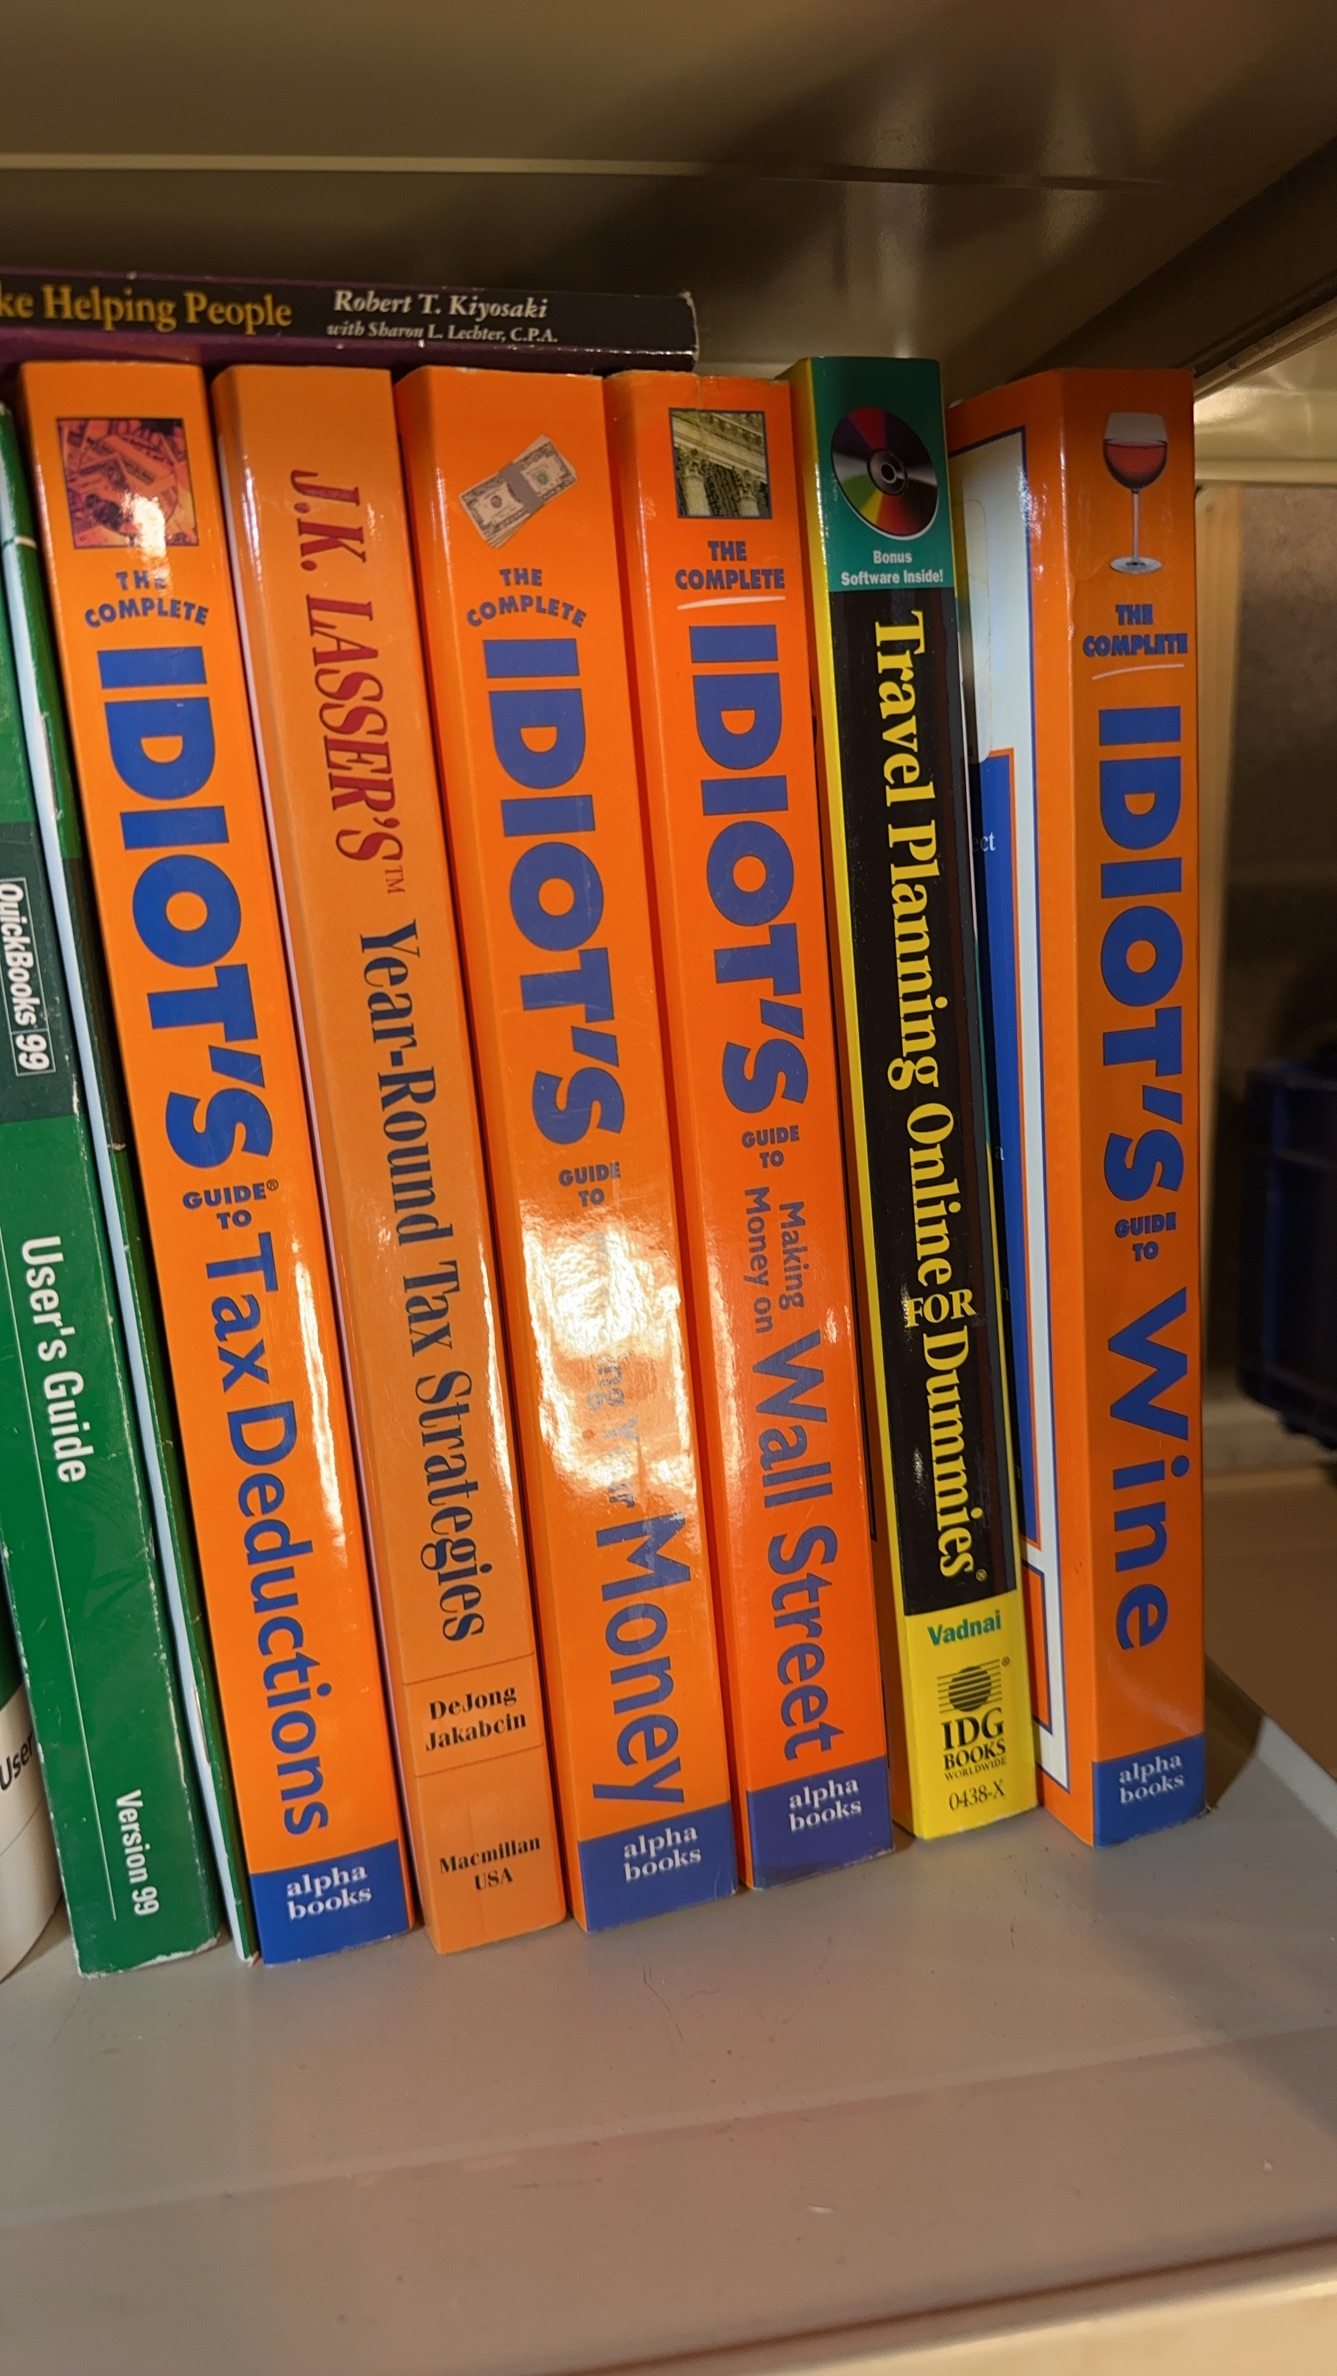 Helping People
Robert T. Kiyosaki
with Sharon L. Lechter, C.P.A.
QuickBooks 99
User's Guide
Version 99
User
THE
COMPLETE
IDIOT'S
GUIDE®
TO
Tax Deductions
alpha
books
J.K. LASSER'S™ Year-Round Tax Strategies
DeJong
Jakabcin
Macmillan
USA
THE
COMPLETE
IDIOT'S
GUIDE
TO
Money
alpha
books
THE
COMPLETE
IDIOT'S
GUIDE
TO
Making
Money on
Wall Street
alpha
books
Bonus
Software Inside!
Travel Planning Online FOR Dummies®
Vadnai
IDG
BOOKS
WORLDWIDE
0438-X
THE
COMPLETE
IDIOT'S
GUIDE
TO
Wine
alpha
books